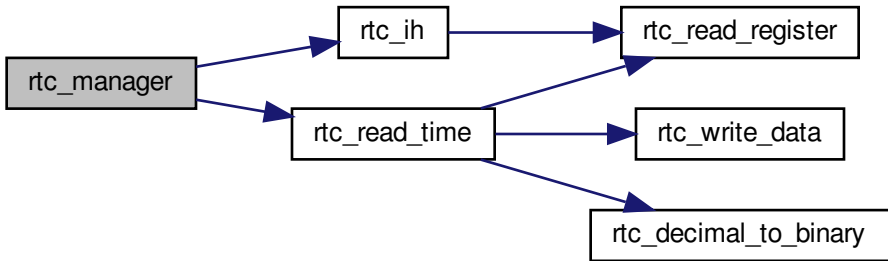 rtc_manager
rtc_ih
rtc_read_register
rtc_read_time
rtc_write_data
rtc_decimal_to_binary